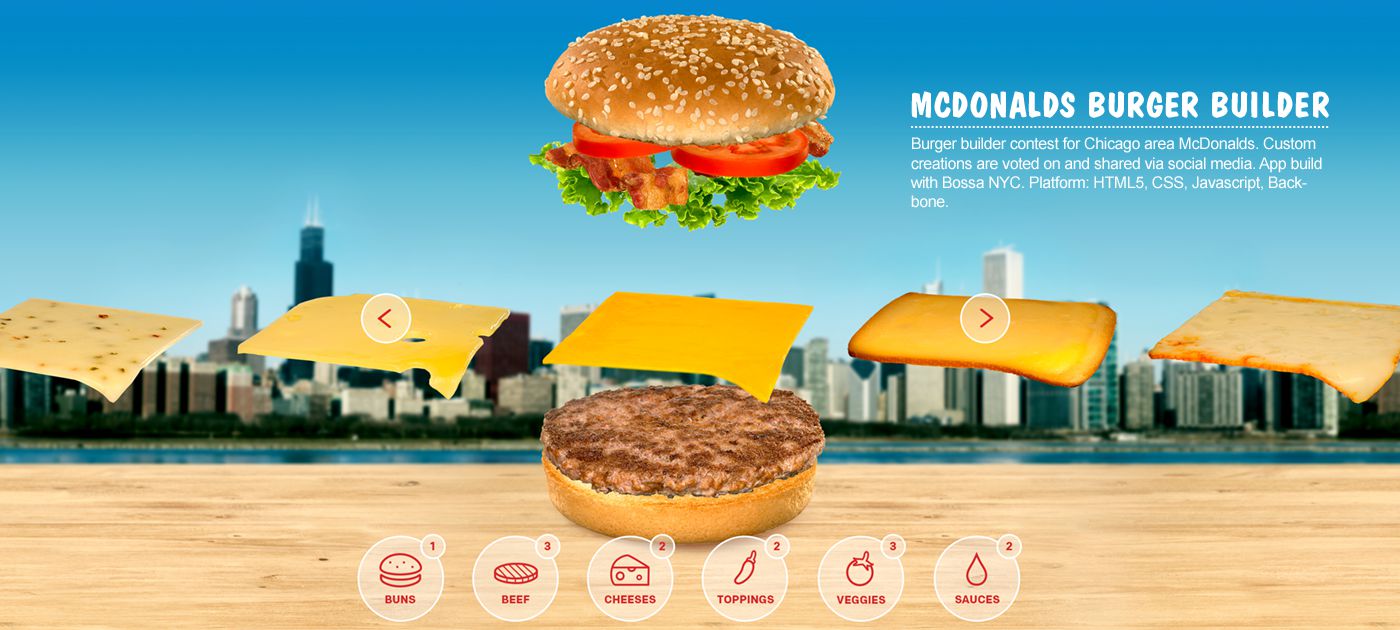 MCDONALDS BURGER BUILDER
Burger builder contest for Chicago area McDonalds. Custom
creations are voted on and shared via social media. App build
with Bossa NYC. Platform: HTML5, CSS, Javascript, Back-
bone.
1 3 2 2 3 2
BUNS BEEF CHEESES TOPPINGS VEGGIES SAUCES